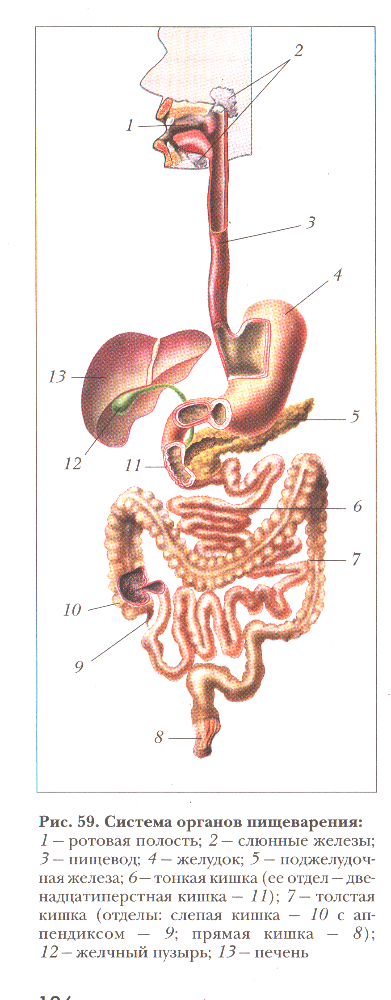 2
1
3
4
13
5
12
11
6
7
10
9
8
Рис. 59. Система органов пищеварения:
1 — ротовая полость; 2 — слюнные железы;
3 — пищевод; 4 — желудок; 5 — поджелудоч-
ная железа; 6 — тонкая кишка (ее отдел — две-
надцатиперстная кишка — 11); 7 — толстая
кишка (отделы: слепая кишка — 10 с ап-
пендиксом — 9; прямая кишка — 8);
12 — желчный пузырь; 13 — печень